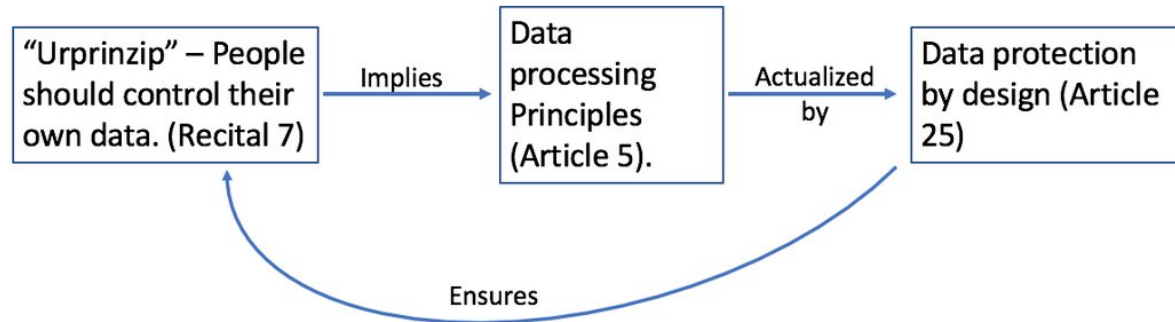 “Urprinzip” – People
should control their
own data. (Recital 7)
Implies
Data
processing
Principles
(Article 5).
Actualized
by
Data protection
by design (Article
25)
Ensures